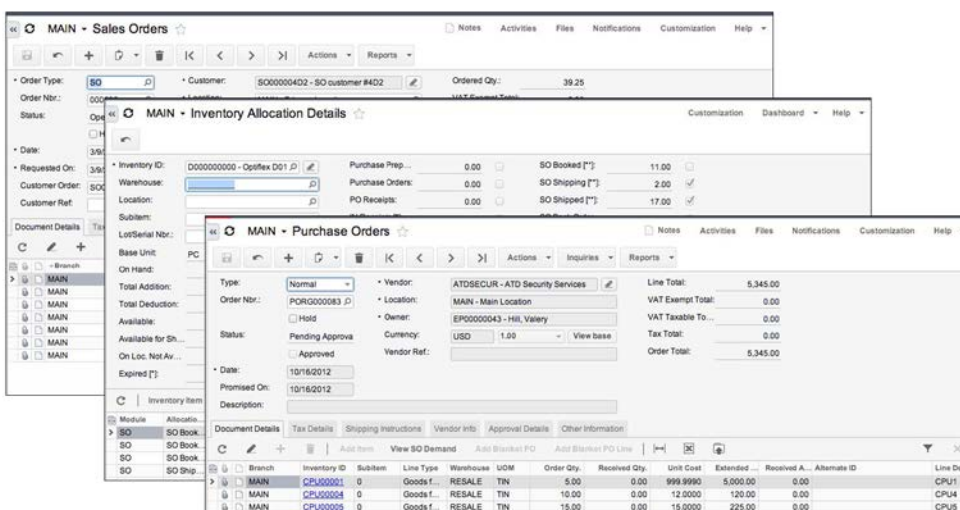 MAIN - Sales Orders
Notes Activities Files Notifications Customization Help
Actions Reports
Order Type: SO Customer: SO000004D2 - SO customer #4D2 Ordered Qty.: 39.25
Order Nbr.:
Status:
Date:
Requested On:
Customer Order:
Customer Ref:
Document Details
Branch
MAIN
MAIN
MAIN
MAIN
MAIN
MAIN
MAIN
MAIN - Inventory Allocation Details
Customization Dashboard Help
Inventory ID: D000000000 - Optiflex D01 Purchase Prep... 0.00 SO Booked [**]: 11.00
Warehouse: Purchase Orders: 0.00 SO Shipping [**]: 2.00
Location: PO Receipts: 0.00 SO Shipped [**]: 17.00
Subitem:
Lot/Serial Nbr.:
Base Unit: PC
On Hand:
Total Addition:
Total Deduction:
Available:
Available for Sh...
On Loc. Not Av...
Expired [*]:
Inventory Item
Module Allocatio...
SO SO Book
SO SO Book
SO SO Book
SO SO Ship...
MAIN - Purchase Orders
Notes Activities Files Notifications Customization Help
Actions Inquiries Reports
Type: Normal Vendor: ATDSECUR - ATD Security Services Line Total: 5,345.00
Order Nbr.: PORG000083 Location: MAIN - Main Location VAT Exempt Total: 0.00
Hold Owner: EP00000043 - Hill, Valery VAT Taxable To... 0.00
Status: Pending Approva Currency: USD 1.00 View base Tax Total: 0.00
Approved Vendor Ref.: Order Total: 5,345.00
Date: 10/16/2012
Promised On: 10/16/2012
Description:
Document Details Tax Details Shipping Instructions Vendor Info Approval Details Other Information
Add Item View SO Demand Add Blanket PO Add Blanket PO Line
Branch Inventory ID Subitem Line Type Warehouse UOM Order Qty. Received Qty. Unit Cost Extended ... Received A... Alternate ID Line De
MAIN CPU00001 0 Goods f... RESALE TIN 5.00 0.00 999.9990 5,000.00 0.00 CPU1
MAIN CPU00004 0 Goods f... RESALE TIN 10.00 0.00 12.0000 120.00 0.00 CPU4
MAIN CPU00005 0 Goods f... RESALE TIN 15.00 0.00 15.0000 225.00 0.00 CPU5